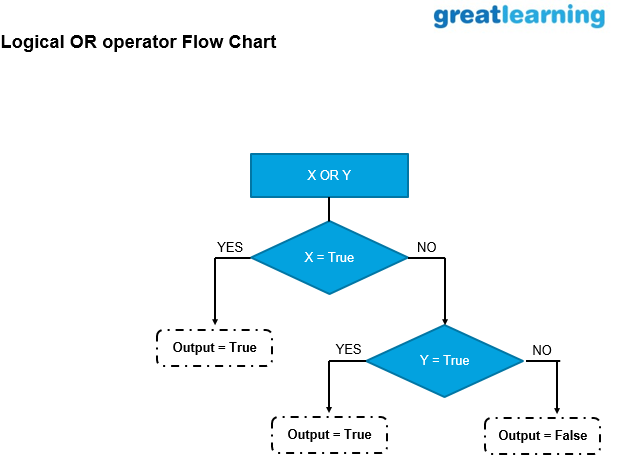 greatlearning
Logical OR operator Flow Chart
X OR Y
YES
X = True
NO
Output = True
YES
Y = True
NO
Output = True
Output = False